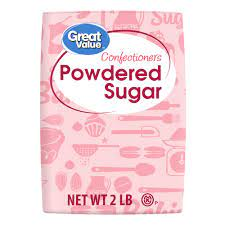 Great
Value
Confectioners
Powdered
Sugar
NET WT 2 LB